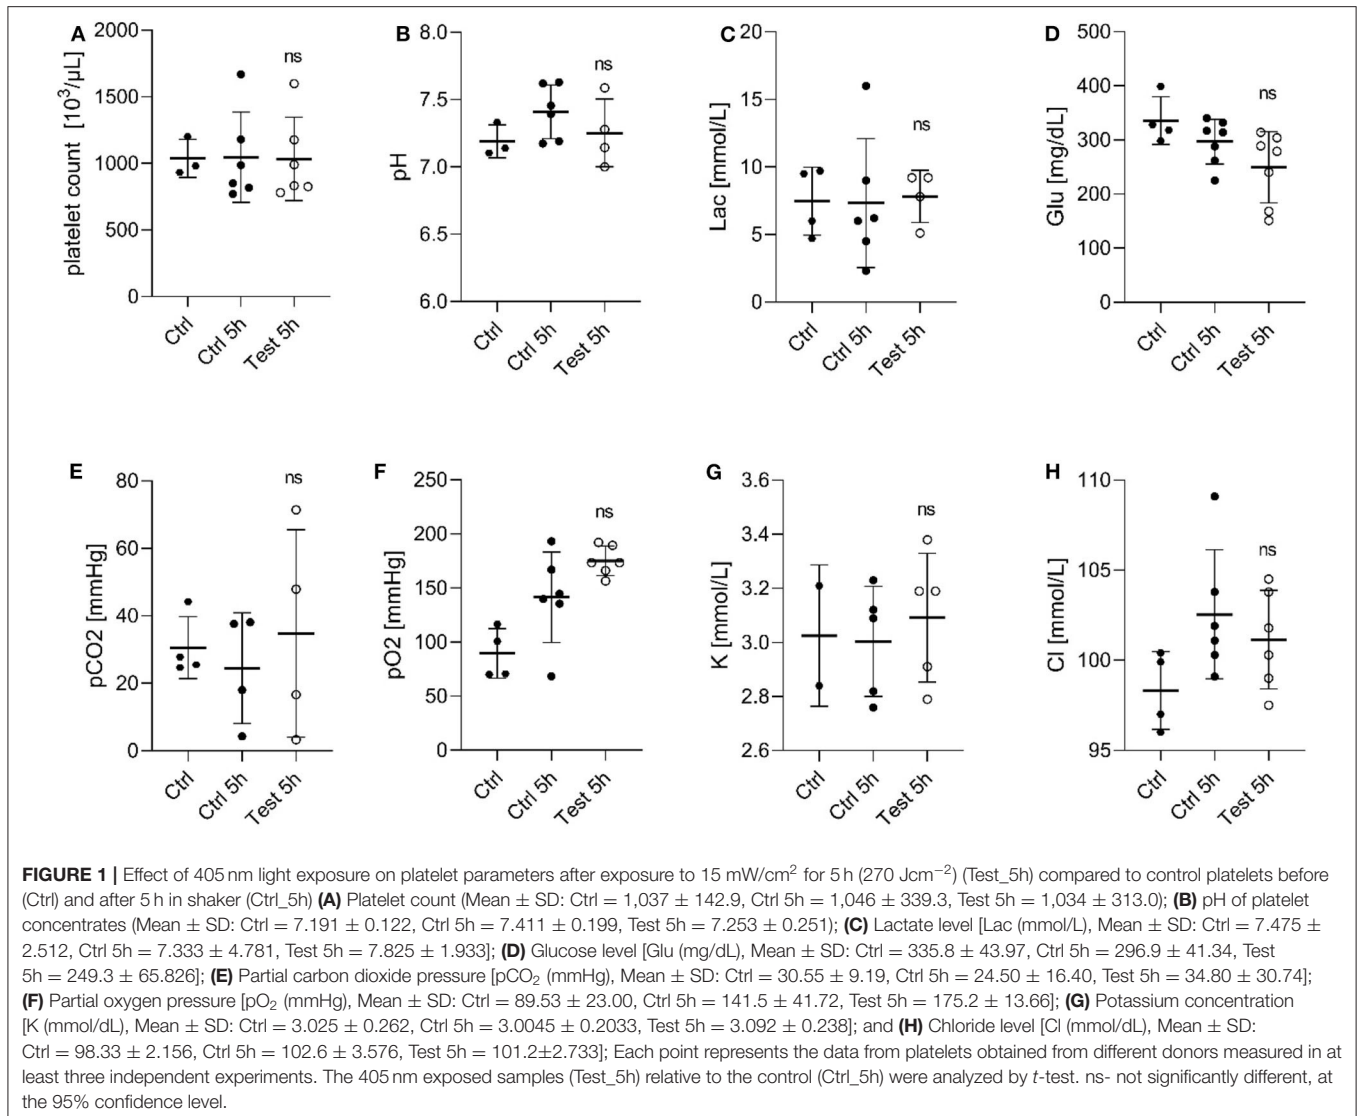 A
platelet count [10³/µL]
2000
1500
1000
500
0
ns
Ctrl
Ctrl 5h
Test 5h
B
pH
8.0
7.5
7.0
6.5
6.0
ns
Ctrl
Ctrl 5h
Test 5h
C
Lac [mmol/L]
20
15
10
5
0
ns
Ctrl
Ctrl 5h
Test 5h
D
Glu [mg/dL]
500
400
300
200
100
0
ns
Ctrl
Ctrl 5h
Test 5h
E
pCO2 [mmHg]
80
60
40
20
0
ns
Ctrl
Ctrl 5h
Test 5h
F
pO2 [mmHg]
250
200
150
100
50
0
ns
Ctrl
Ctrl 5h
Test 5h
G
K [mmol/L]
3.6
3.4
3.2
3.0
2.8
2.6
ns
Ctrl
Ctrl 5h
Test 5h
H
Cl [mmol/L]
110
105
100
95
ns
Ctrl
Ctrl 5h
Test 5h
FIGURE 1 | Effect of 405 nm light exposure on platelet parameters after exposure to 15 mW/cm² for 5 h (270 Jcm⁻²) (Test_5h) compared to control platelets before
(Ctrl) and after 5 h in shaker (Ctrl_5h) (A) Platelet count (Mean ± SD: Ctrl = 1,037 ± 142.9, Ctrl 5h = 1,046 ± 339.3, Test 5h = 1,034 ± 313.0); (B) pH of platelet
concentrates (Mean ± SD: Ctrl = 7.191 ± 0.122, Ctrl 5h = 7.411 ± 0.199, Test 5h = 7.253 ± 0.251); (C) Lactate level [Lac (mmol/L), Mean ± SD: Ctrl = 7.475 ±
2.512, Ctrl 5h = 7.333 ± 4.781, Test 5h = 7.825 ± 1.933]; (D) Glucose level [Glu (mg/dL), Mean ± SD: Ctrl = 335.8 ± 43.97, Ctrl 5h = 296.9 ± 41.34, Test
5h = 249.3 ± 65.826]; (E) Partial carbon dioxide pressure [pCO₂ (mmHg), Mean ± SD: Ctrl = 30.55 ± 9.19, Ctrl 5h = 24.50 ± 16.40, Test 5h = 34.80 ± 30.74];
(F) Partial oxygen pressure [pO₂ (mmHg), Mean ± SD: Ctrl = 89.53 ± 23.00, Ctrl 5h = 141.5 ± 41.72, Test 5h = 175.2 ± 13.66]; (G) Potassium concentration
[K (mmol/dL), Mean ± SD: Ctrl = 3.025 ± 0.262, Ctrl 5h = 3.0045 ± 0.2033, Test 5h = 3.092 ± 0.238]; and (H) Chloride level [Cl (mmol/dL), Mean ± SD:
Ctrl = 98.33 ± 2.156, Ctrl 5h = 102.6 ± 3.576, Test 5h = 101.2±2.733]; Each point represents the data from platelets obtained from different donors measured in at
least three independent experiments. The 405 nm exposed samples (Test_5h) relative to the control (Ctrl_5h) were analyzed by t-test. ns- not significantly different, at
the 95% confidence level.